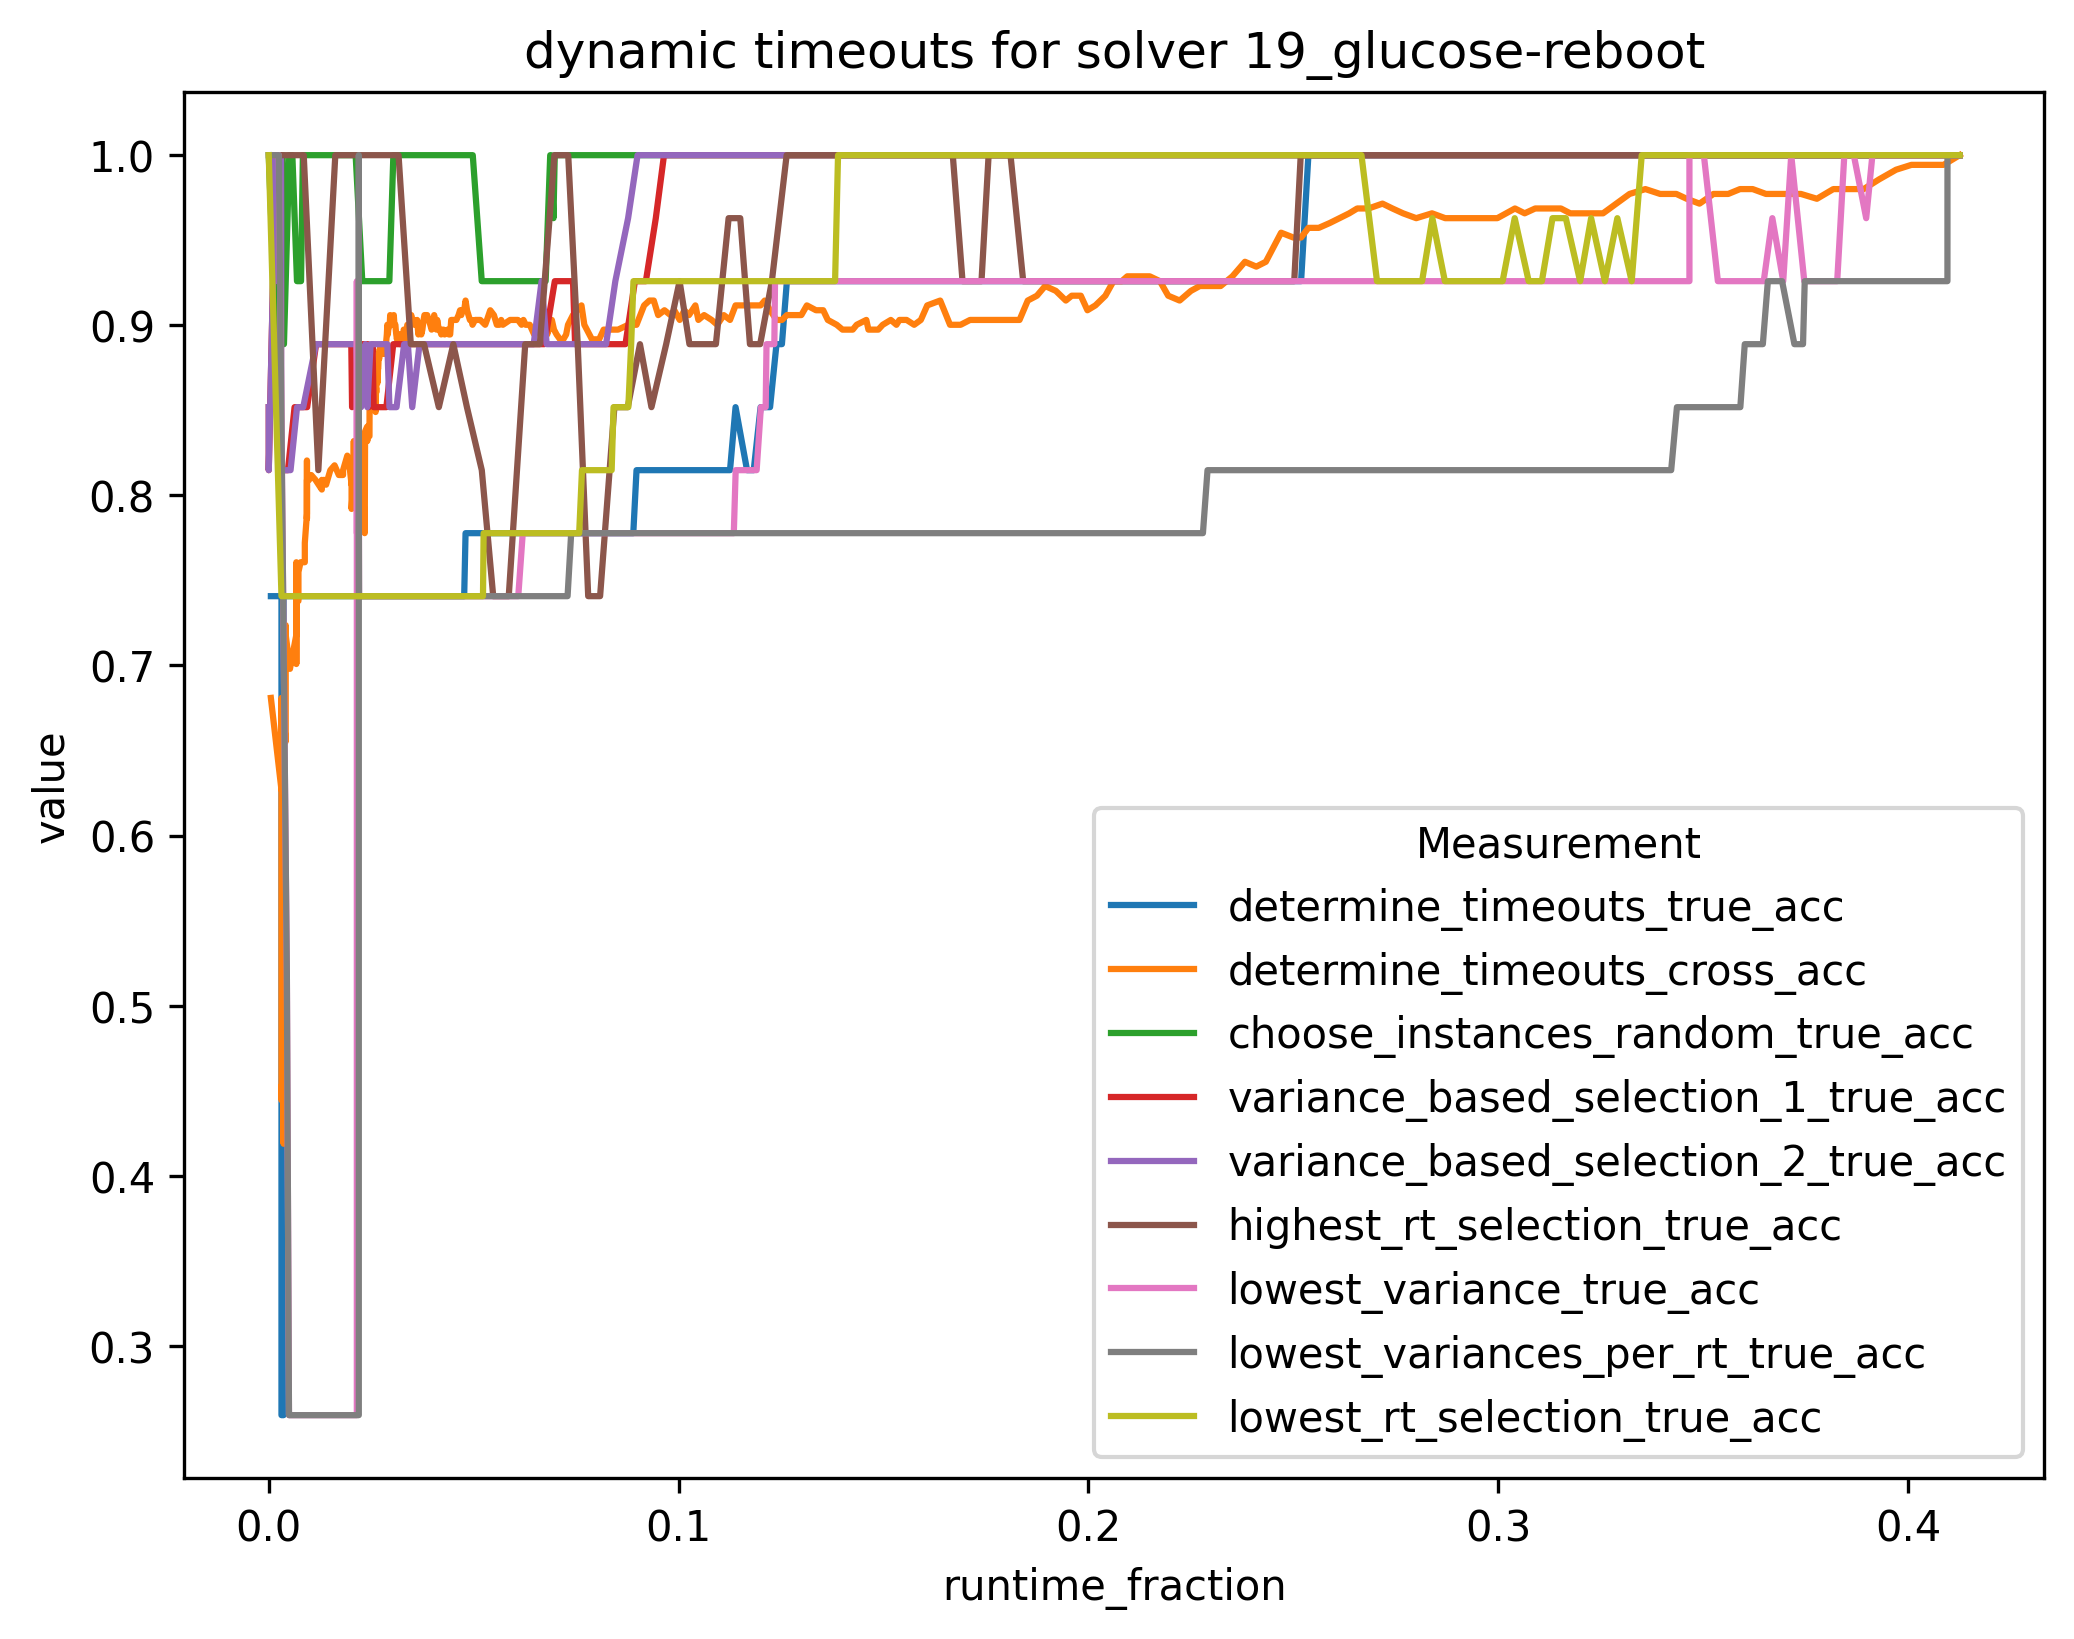 dynamic timeouts for solver 19_glucose-reboot
1.0
0.9
0.8
0.7
0.6
0.5
0.4
0.3
value
Measurement
determine_timeouts_true_acc
determine_timeouts_cross_acc
choose_instances_random_true_acc
variance_based_selection_1_true_acc
variance_based_selection_2_true_acc
highest_rt_selection_true_acc
lowest_variance_true_acc
lowest_variances_per_rt_true_acc
lowest_rt_selection_true_acc
0.0 0.1 0.2 0.3 0.4
runtime_fraction